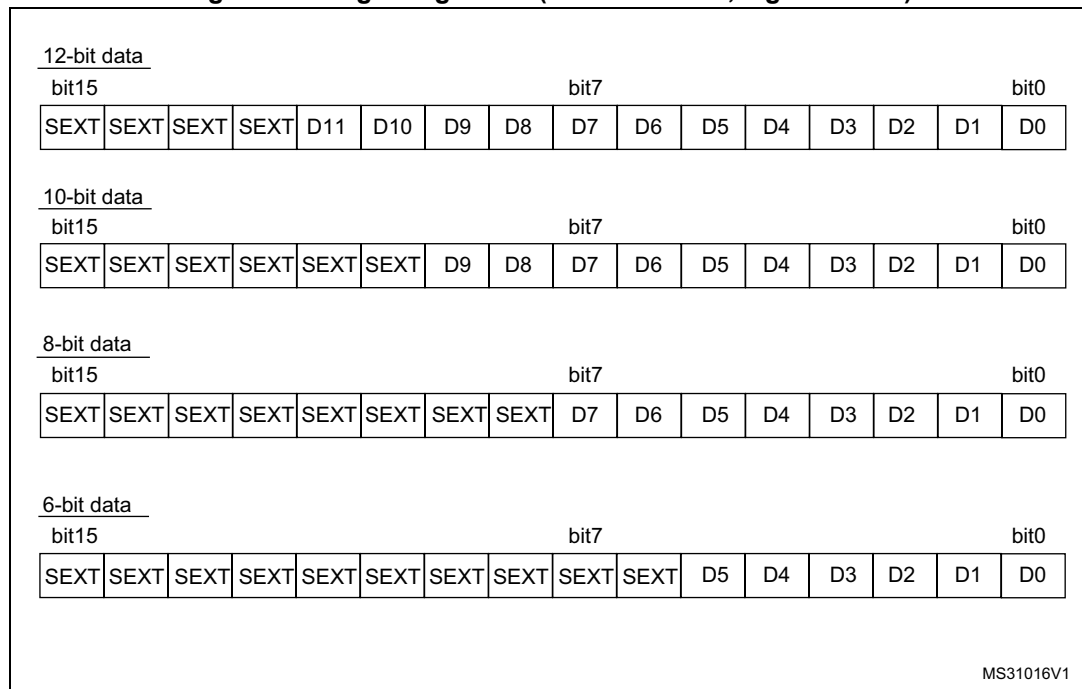 12-bit data
bit15 bit7 bit0
SEXT SEXT SEXT SEXT D11 D10 D9 D8 D7 D6 D5 D4 D3 D2 D1 D0
10-bit data
bit15 bit7 bit0
SEXT SEXT SEXT SEXT SEXT SEXT D9 D8 D7 D6 D5 D4 D3 D2 D1 D0
8-bit data
bit15 bit7 bit0
SEXT SEXT SEXT SEXT SEXT SEXT SEXT SEXT D7 D6 D5 D4 D3 D2 D1 D0
6-bit data
bit15 bit7 bit0
SEXT SEXT SEXT SEXT SEXT SEXT SEXT SEXT SEXT SEXT D5 D4 D3 D2 D1 D0
MS31016V1